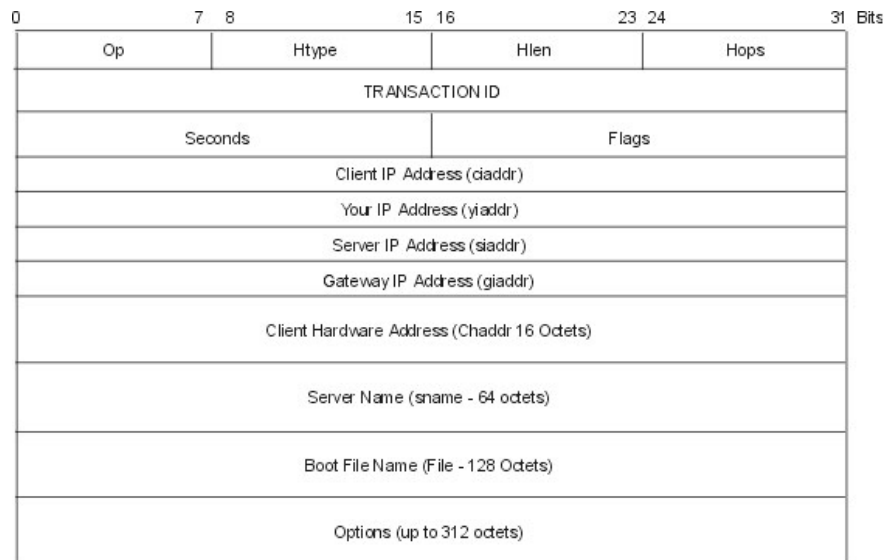 0 7 8 15 16 23 24 31 Bits
Op Htype Hlen Hops
TRANSACTION ID
Seconds Flags
Client IP Address (ciaddr)
Your IP Address (yiaddr)
Server IP Address (siaddr)
Gateway IP Address (giaddr)
Client Hardware Address (Chaddr 16 Octets)
Server Name (sname - 64 octets)
Boot File Name (File - 128 Octets)
Options (up to 312 octets)